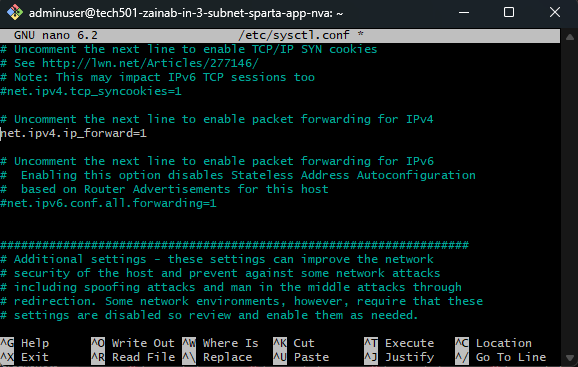 adminuser@tech501-zainab-in-3-subnet-sparta-app-nva: ~
GNU nano 6.2 /etc/sysctl.conf *
# Uncomment the next line to enable TCP/IP SYN cookies
# See http://lwn.net/Articles/277146/
# Note: This may impact IPv6 TCP sessions too
#net.ipv4.tcp_syncookies=1
# Uncomment the next line to enable packet forwarding for IPv4
net.ipv4.ip_forward=1
# Uncomment the next line to enable packet forwarding for IPv6
#  Enabling this option disables Stateless Address Autoconfiguration
#  based on Router Advertisements for this host
#net.ipv6.conf.all.forwarding=1
###################################################################
# Additional settings - these settings can improve the network
# security of the host and prevent against some network attacks
# including spoofing attacks and man in the middle attacks through
# redirection. Some network environments, however, require that these
# settings are disabled so review and enable them as needed.
^G Help ^O Write Out ^W Where Is ^K Cut ^T Execute ^C Location
^X Exit ^R Read File ^\ Replace ^U Paste ^J Justify ^/ Go To Line